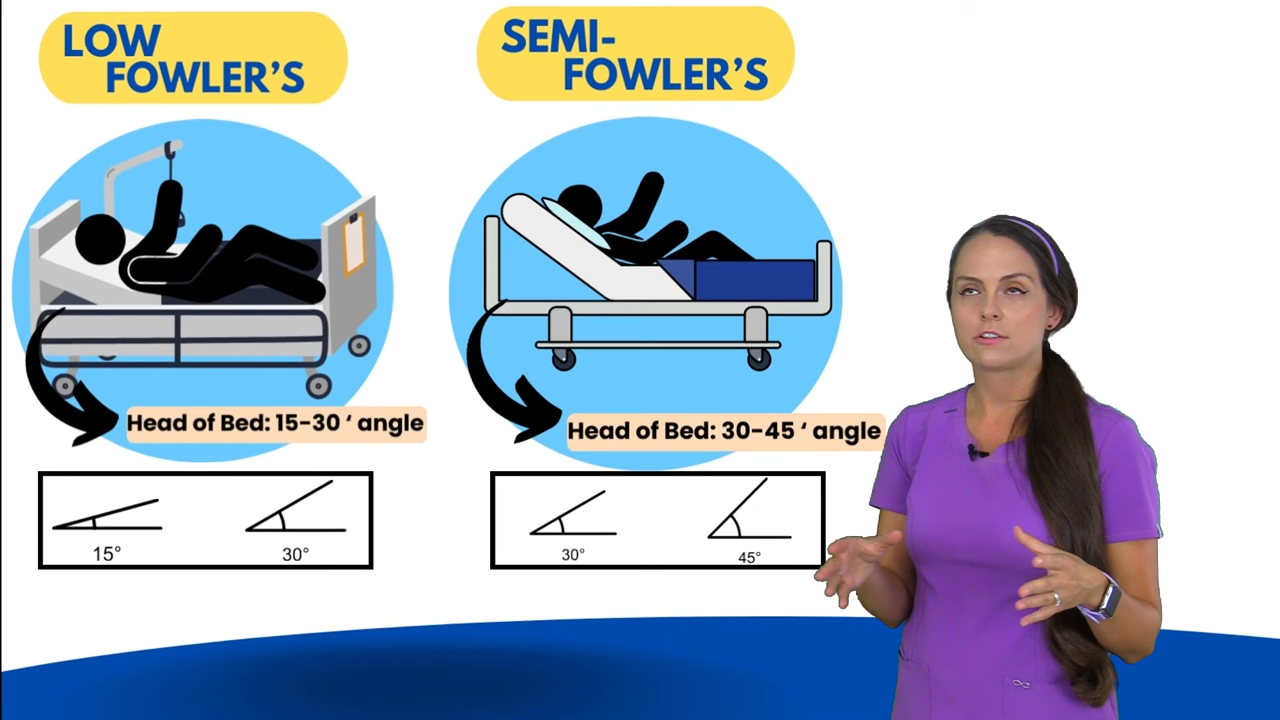 LOW
FOWLER’S
SEMI-
FOWLER’S
Head of Bed: 15-30 ‘ angle
Head of Bed: 30-45 ‘ angle
15°
30°
30°
45°